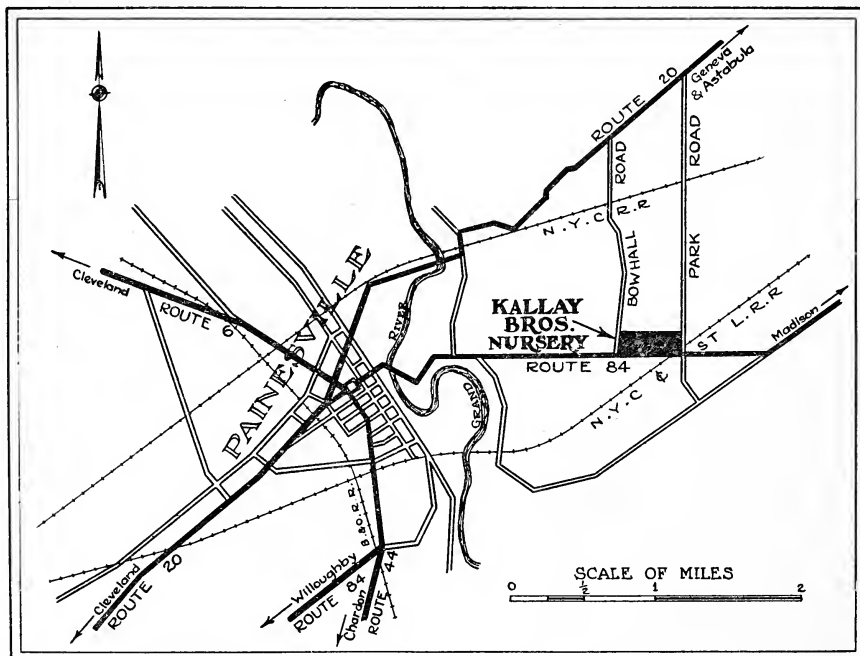 ROUTE 20
Geneva
& Astabula
ROAD
ROAD
N.Y.C R.R
BOWHALL
PARK
Cleveland
ROUTE 6
PAINESVILLE
RIVER
KALLAY
BROS.
NURSERY
ST L. R.R
Madison
ROUTE 84
N.Y.C &
GRAND
B.&O.R.R.
SCALE OF MILES
0 ½ 1 2
Cleveland
ROUTE 20
Willoughby
ROUTE 84
Chardon
ROUTE 44